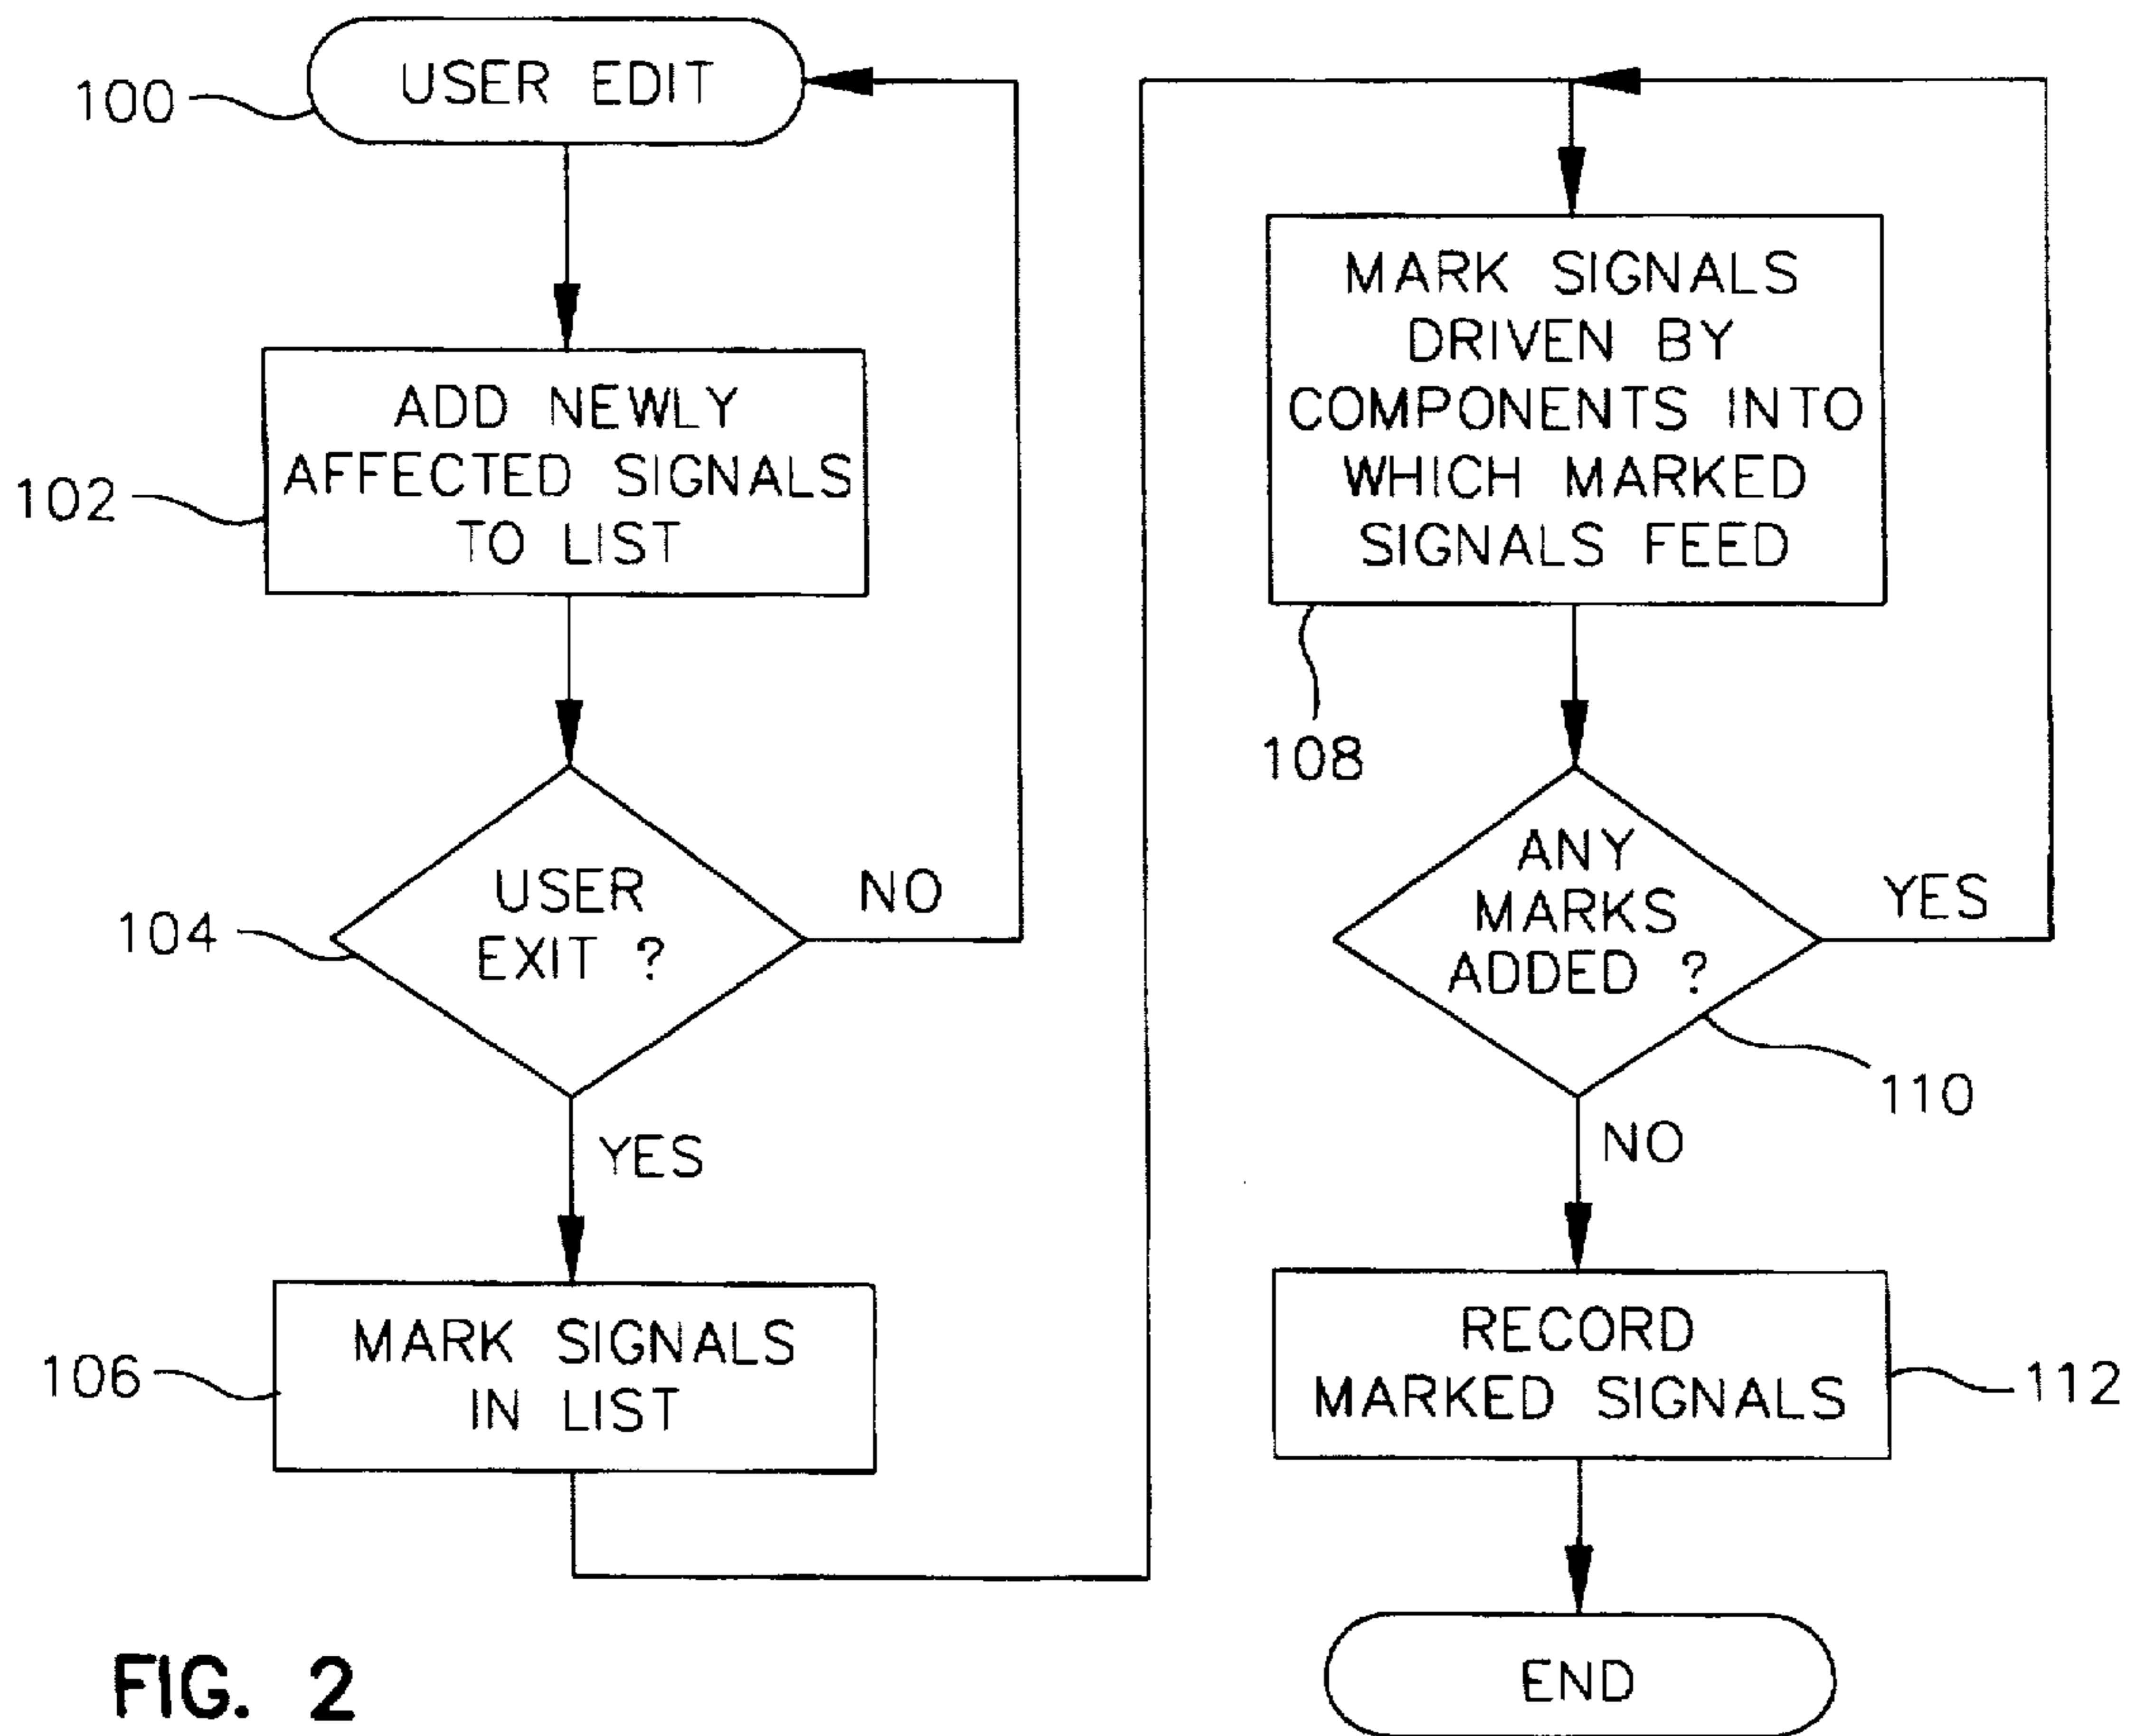 USER EDIT
100
ADD NEWLY
AFFECTED SIGNALS
TO LIST
102
USER
EXIT ?
104
NO
YES
MARK SIGNALS
IN LIST
106
MARK SIGNALS
DRIVEN BY
COMPONENTS INTO
WHICH MARKED
SIGNALS FEED
108
ANY
MARKS
ADDED ?
YES
110
NO
RECORD
MARKED SIGNALS
112
END
FIG. 2